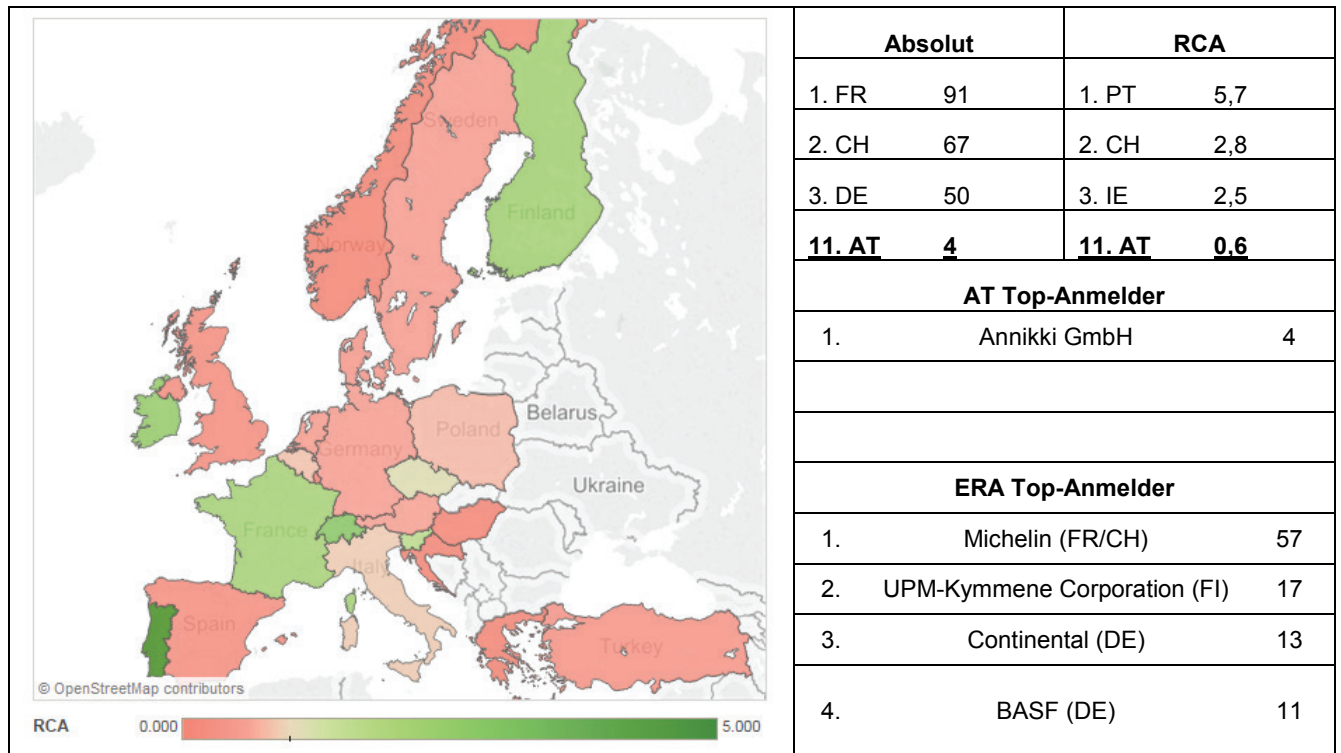 Sweden
Finland
Norway
Belarus
Poland
Germany
Ukraine
France
Italy
Spain
Turkey
© OpenStreetMap contributors
RCA 0.000 5.000
Absolut RCA
1. FR 91 1. PT 5,7
2. CH 67 2. CH 2,8
3. DE 50 3. IE 2,5
11. AT 4 11. AT 0,6
AT Top-Anmelder
1. Annikki GmbH 4
ERA Top-Anmelder
1. Michelin (FR/CH) 57
2. UPM-Kymmene Corporation (FI) 17
3. Continental (DE) 13
4. BASF (DE) 11